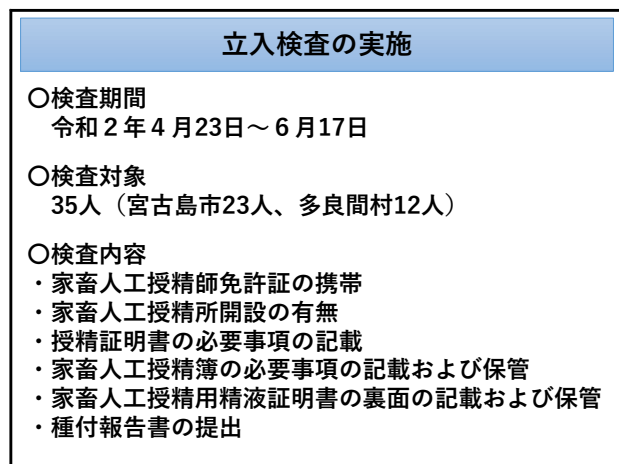 立入検査の実施
〇検査期間
令和２年４月23日～６月17日
〇検査対象
35人（宮古島市23人、多良間村12人）
〇検査内容
・家畜人工授精師免許証の携帯
・家畜人工授精所開設の有無
・授精証明書の必要事項の記載
・家畜人工授精簿の必要事項の記載および保管
・家畜人工授精用精液証明書の裏面の記載および保管
・種付報告書の提出